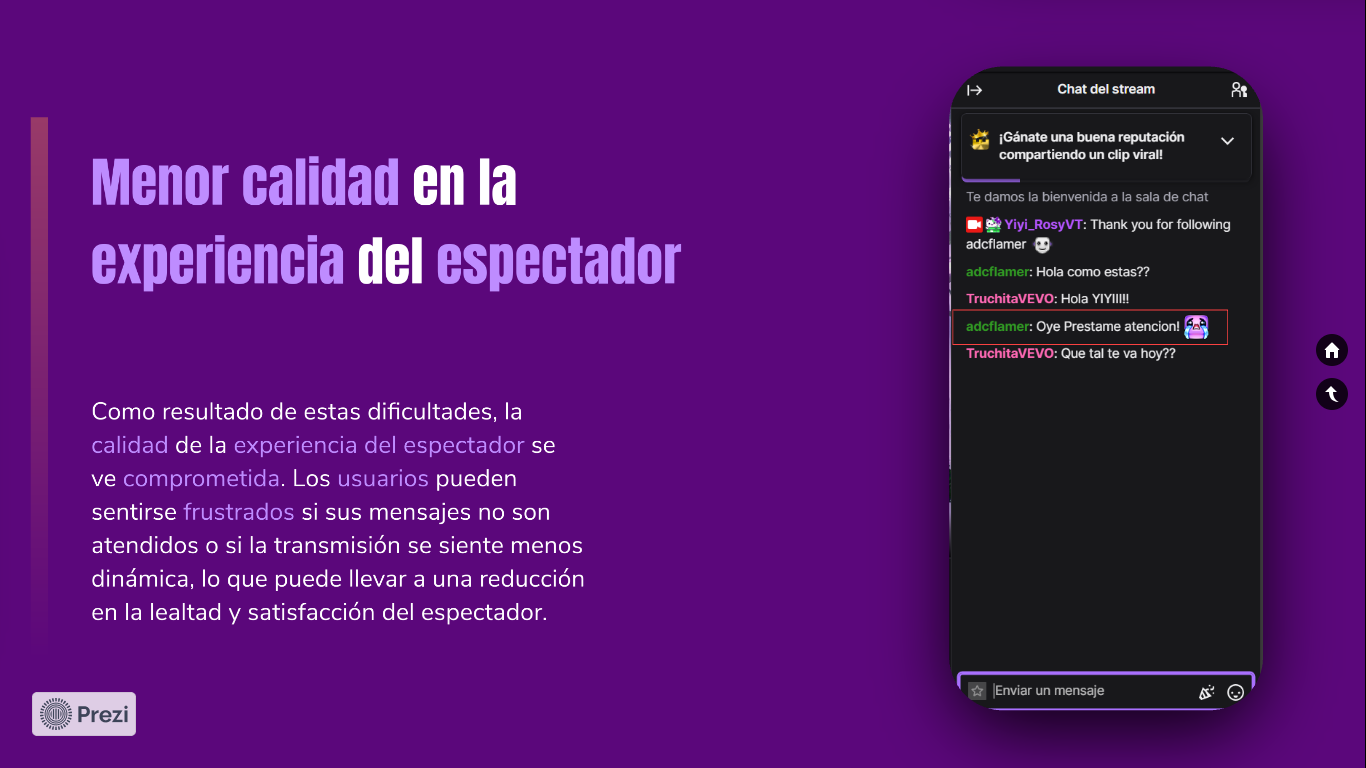 Menor calidad en la
experiencia del espectador
Como resultado de estas dificultades, la
calidad de la experiencia del espectador se
ve comprometida. Los usuarios pueden
sentirse frustrados si sus mensajes no son
atendidos o si la transmisión se siente menos
dinámica, lo que puede llevar a una reducción
en la lealtad y satisfacción del espectador.
Prezi
Chat del stream
¡Gánate una buena reputación
compartiendo un clip viral!
Te damos la bienvenida a la sala de chat
Yiyi_RosyVT: Thank you for following
adcflamer
adcflamer: Hola como estas??
TruchitaVEVO: Hola YIYIII!!
adcflamer: Oye Prestame atencion!
TruchitaVEVO: Que tal te va hoy??
Enviar un mensaje